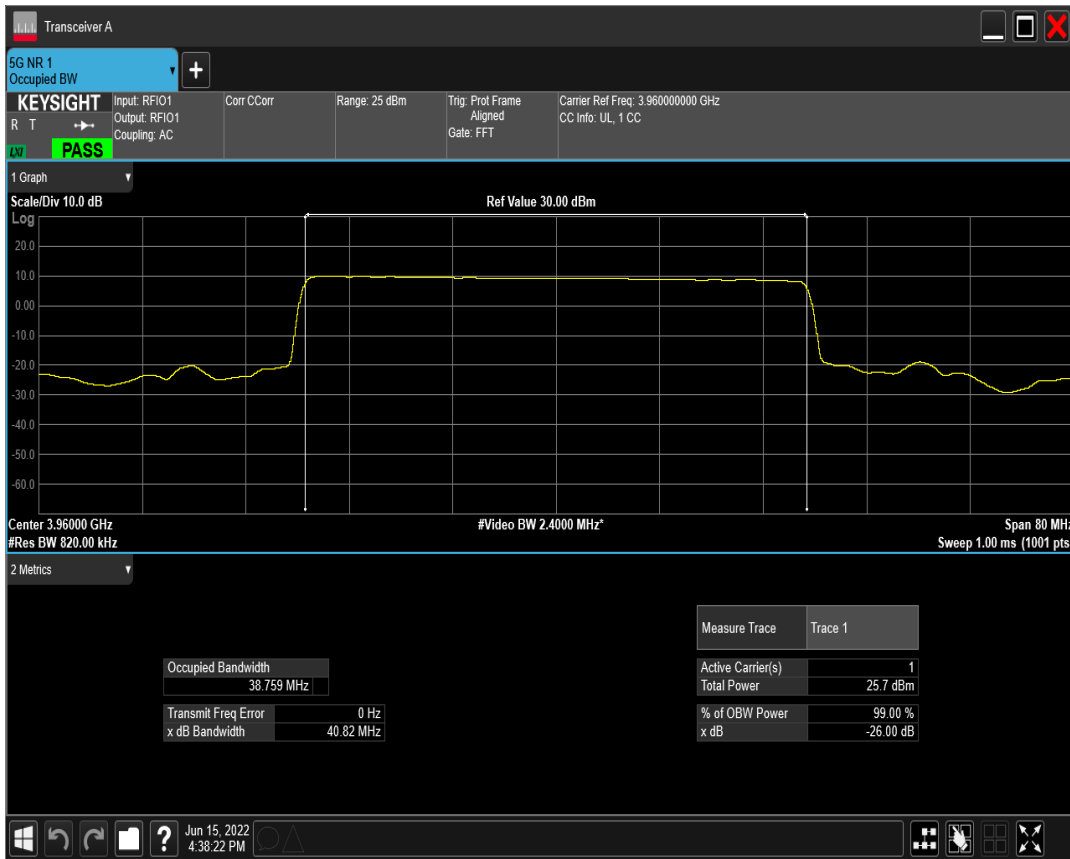 Transceiver A
5G NR 1
Occupied BW
KEYSIGHT
R T
LXI
PASS
Input: RFIO1
Output: RFIO1
Coupling: AC
Corr CCorr
Range: 25 dBm
Trig: Prot Frame
Aligned
Gate: FFT
Carrier Ref Freq: 3.960000000 GHz
CC Info: UL, 1 CC
1 Graph
Scale/Div 10.0 dB
Ref Value 30.00 dBm
Log
20.0
10.0
0.00
-10.0
-20.0
-30.0
-40.0
-50.0
-60.0
Center 3.96000 GHz
#Video BW 2.4000 MHz*
Span 80 MHz
#Res BW 820.00 kHz
Sweep 1.00 ms (1001 pts
2 Metrics
Measure Trace Trace 1
Occupied Bandwidth
38.759 MHz
Active Carrier(s) 1
Total Power 25.7 dBm
Transmit Freq Error 0 Hz
x dB Bandwidth 40.82 MHz
% of OBW Power 99.00 %
x dB -26.00 dB
?
Jun 15, 2022
4:38:22 PM